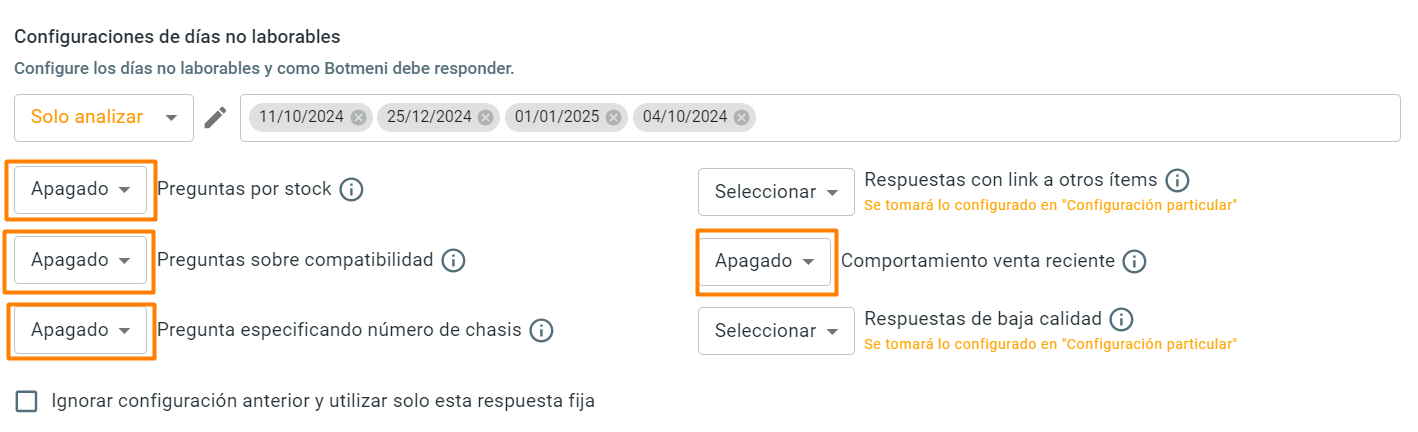 Configuraciones de días no laborables
Configure los días no laborables y como Botmeni debe responder.
Solo analizar 11/10/2024 25/12/2024 01/01/2025 04/10/2024
Apagado Preguntas por stock
Seleccionar Respuestas con link a otros ítems
Se tomará lo configurado en "Configuración particular"
Apagado Preguntas sobre compatibilidad
Apagado Comportamiento venta reciente
Apagado Pregunta especificando número de chasis
Seleccionar Respuestas de baja calidad
Se tomará lo configurado en "Configuración particular"
Ignorar configuración anterior y utilizar solo esta respuesta fija